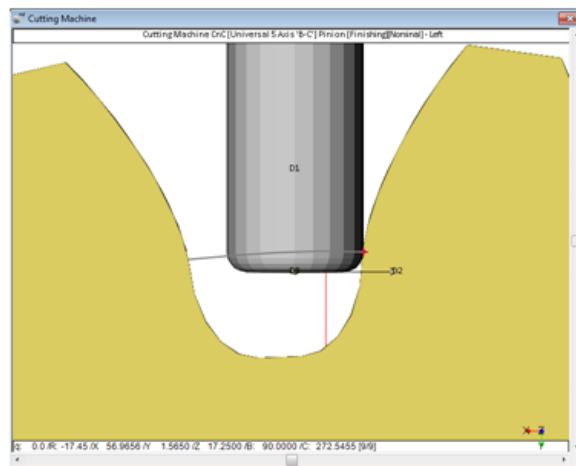 Cutting Machine
Cutting Machine CnC [Universal 5 Axis 'B-C'] Pinion [Finishing][Nominal] - Left
D1
D2
X Z
Y
q: 0.0 /R: -17.45 /X 56.9656 /Y 1.5650 /Z 17.2500 /B: 90.0000 /C: 272.5455 [9/9]